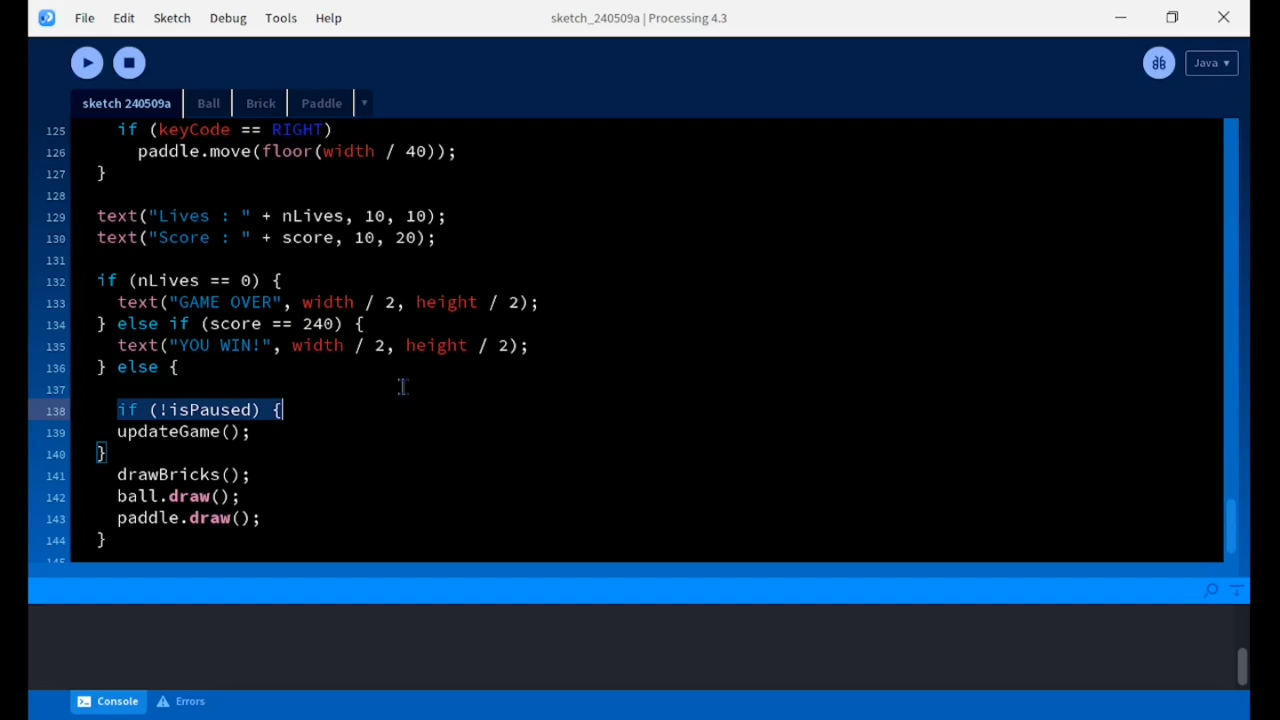 File Edit Sketch Debug Tools Help sketch_240509a | Processing 4.3
Java ▾
sketch 240509a Ball Brick Paddle ▾
125 if (keyCode == RIGHT)
126 paddle.move(floor(width / 40));
127 }
128
129 text("Lives : " + nLives, 10, 10);
130 text("Score : " + score, 10, 20);
131
132 if (nLives == 0) {
133 text("GAME OVER", width / 2, height / 2);
134 } else if (score == 240) {
135 text("YOU WIN!", width / 2, height / 2);
136 } else {
137
138 if (!isPaused) {
139 updateGame();
140 }
141 drawBricks();
142 ball.draw();
143 paddle.draw();
144 }
145
Console Errors